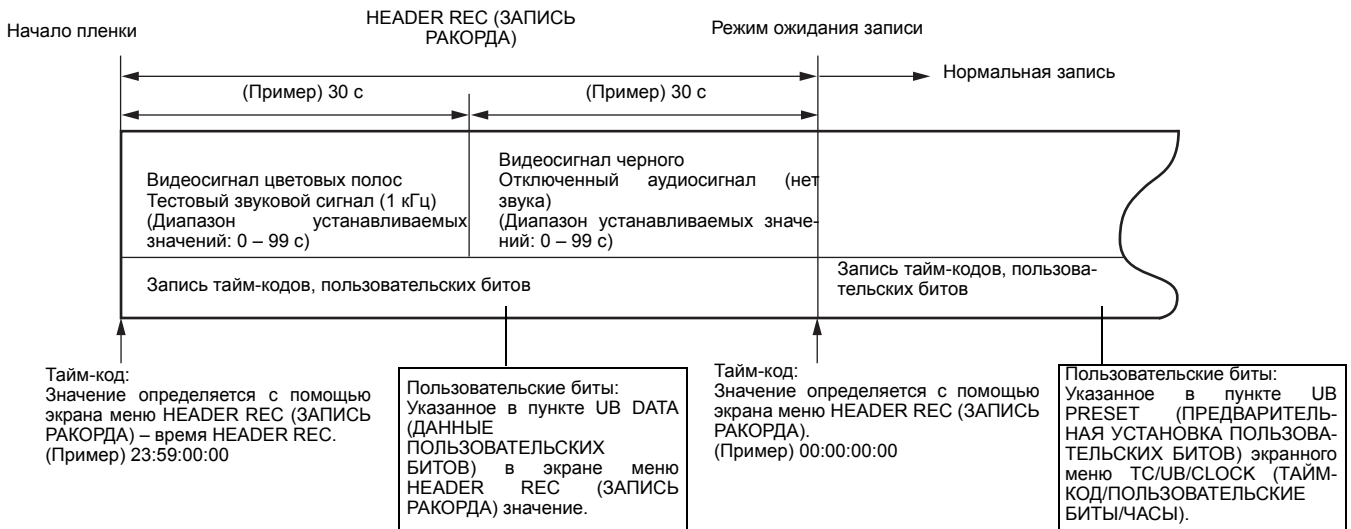 Начало пленки
HEADER REC (ЗАПИСЬ
РАКОРДА)
Режим ожидания записи
Нормальная запись
(Пример) 30 с
(Пример) 30 с
Видеосигнал цветовых полос
Тестовый звуковой сигнал (1 кГц)
(Диапазон устанавливаемых
значений: 0 – 99 с)
Видеосигнал черного
Отключенный аудиосигнал (нет
звука)
(Диапазон устанавливаемых значе-
ний: 0 – 99 с)
Запись тайм-кодов, пользовательских битов
Запись тайм-кодов, пользова-
тельских битов
Тайм-код:
Значение определяется с помощью
экрана меню HEADER REC (ЗАПИСЬ
РАКОРДА) – время HEADER REC.
(Пример) 23:59:00:00
Пользовательские биты:
Указанное в пункте UB DATA
(ДАННЫЕ
ПОЛЬЗОВАТЕЛЬСКИХ
БИТОВ) в экране меню
HEADER REC (ЗАПИСЬ
РАКОРДА) значение.
Тайм-код:
Значение определяется с помощью
экрана меню HEADER REC (ЗАПИСЬ
РАКОРДА).
(Пример) 00:00:00:00
Пользовательские биты:
Указанное в пункте UB
PRESET (ПРЕДВАРИТЕЛЬ-
НАЯ УСТАНОВКА ПОЛЬЗОВА-
ТЕЛЬСКИХ БИТОВ) экранного
меню TC/UB/CLOCK (ТАЙМ-
КОД/ПОЛЬЗОВАТЕЛЬСКИЕ
БИТЫ/ЧАСЫ).